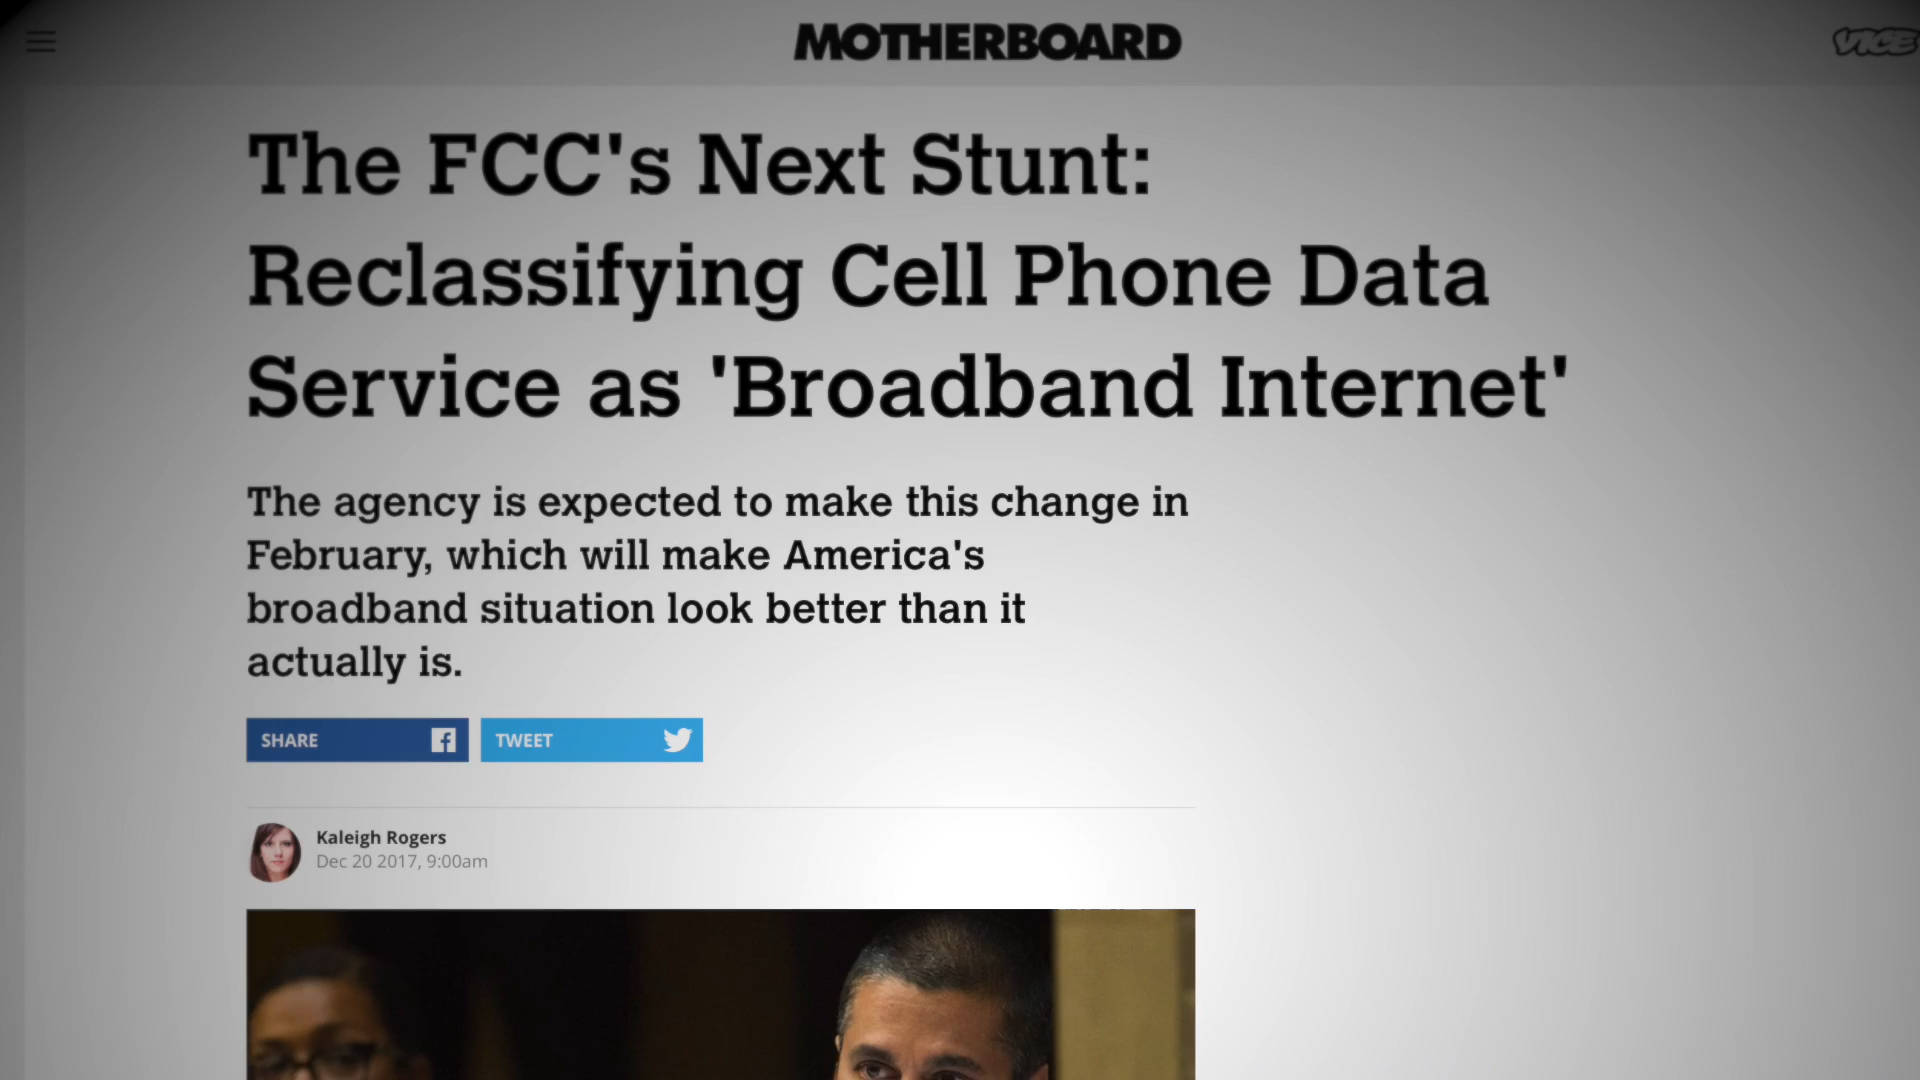 MOTHERBOARD
VICE
The FCC's Next Stunt:
Reclassifying Cell Phone Data
Service as 'Broadband Internet'
The agency is expected to make this change in
February, which will make America's
broadband situation look better than it
actually is.
SHARE
TWEET
Kaleigh Rogers
Dec 20 2017, 9:00am